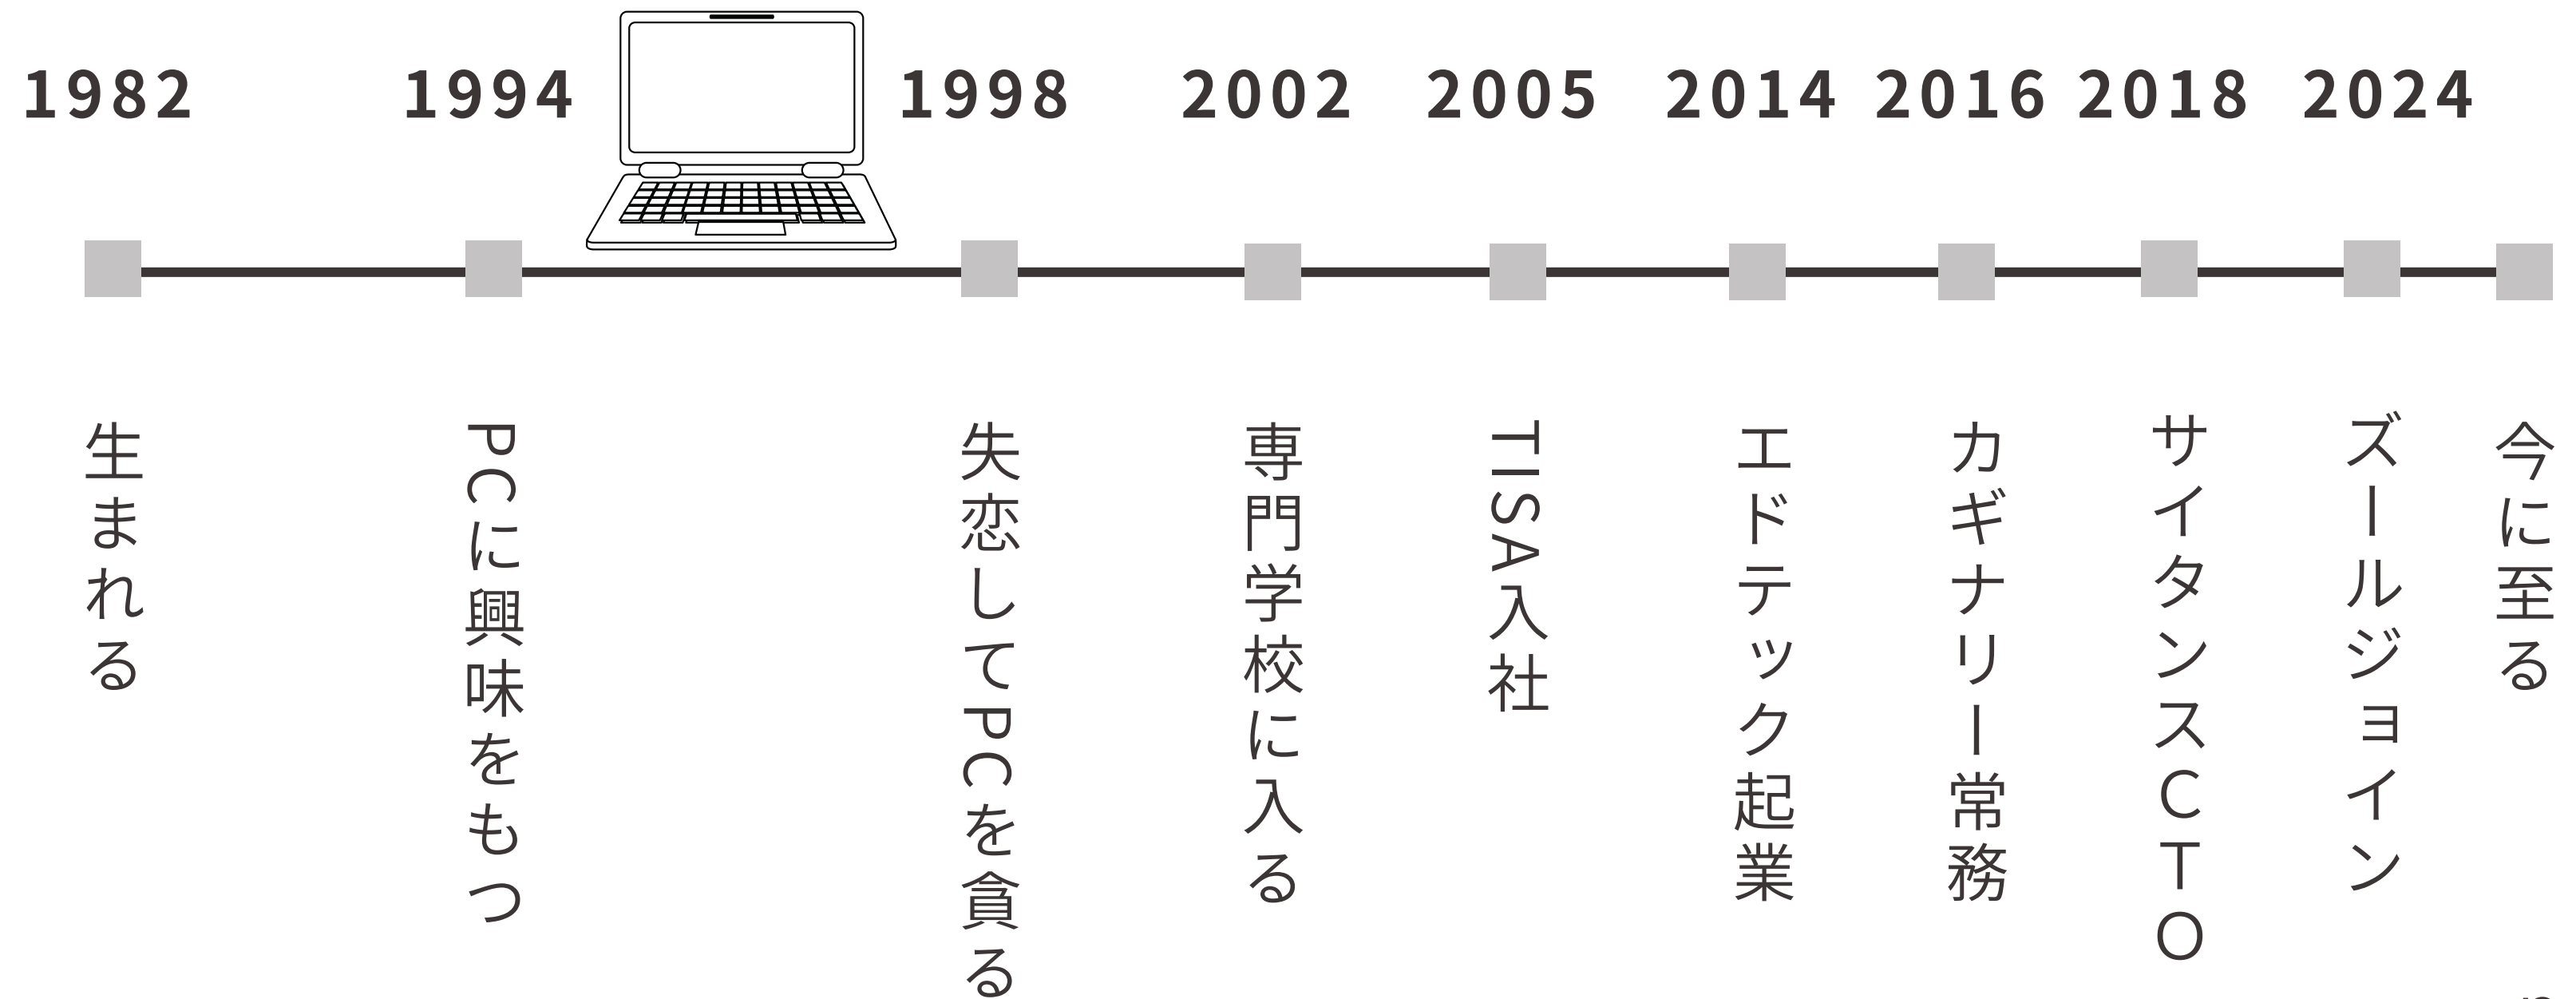 1982
1994
1998
2002
2005
2014
2016
2018
2024
生まれる
PCに興味をもつ
失恋してPCを貪る
専門学校に入る
TISA入社
エドテック起業
カギナリー常務
サイタンスCTO
ズールジョイン
今に至る